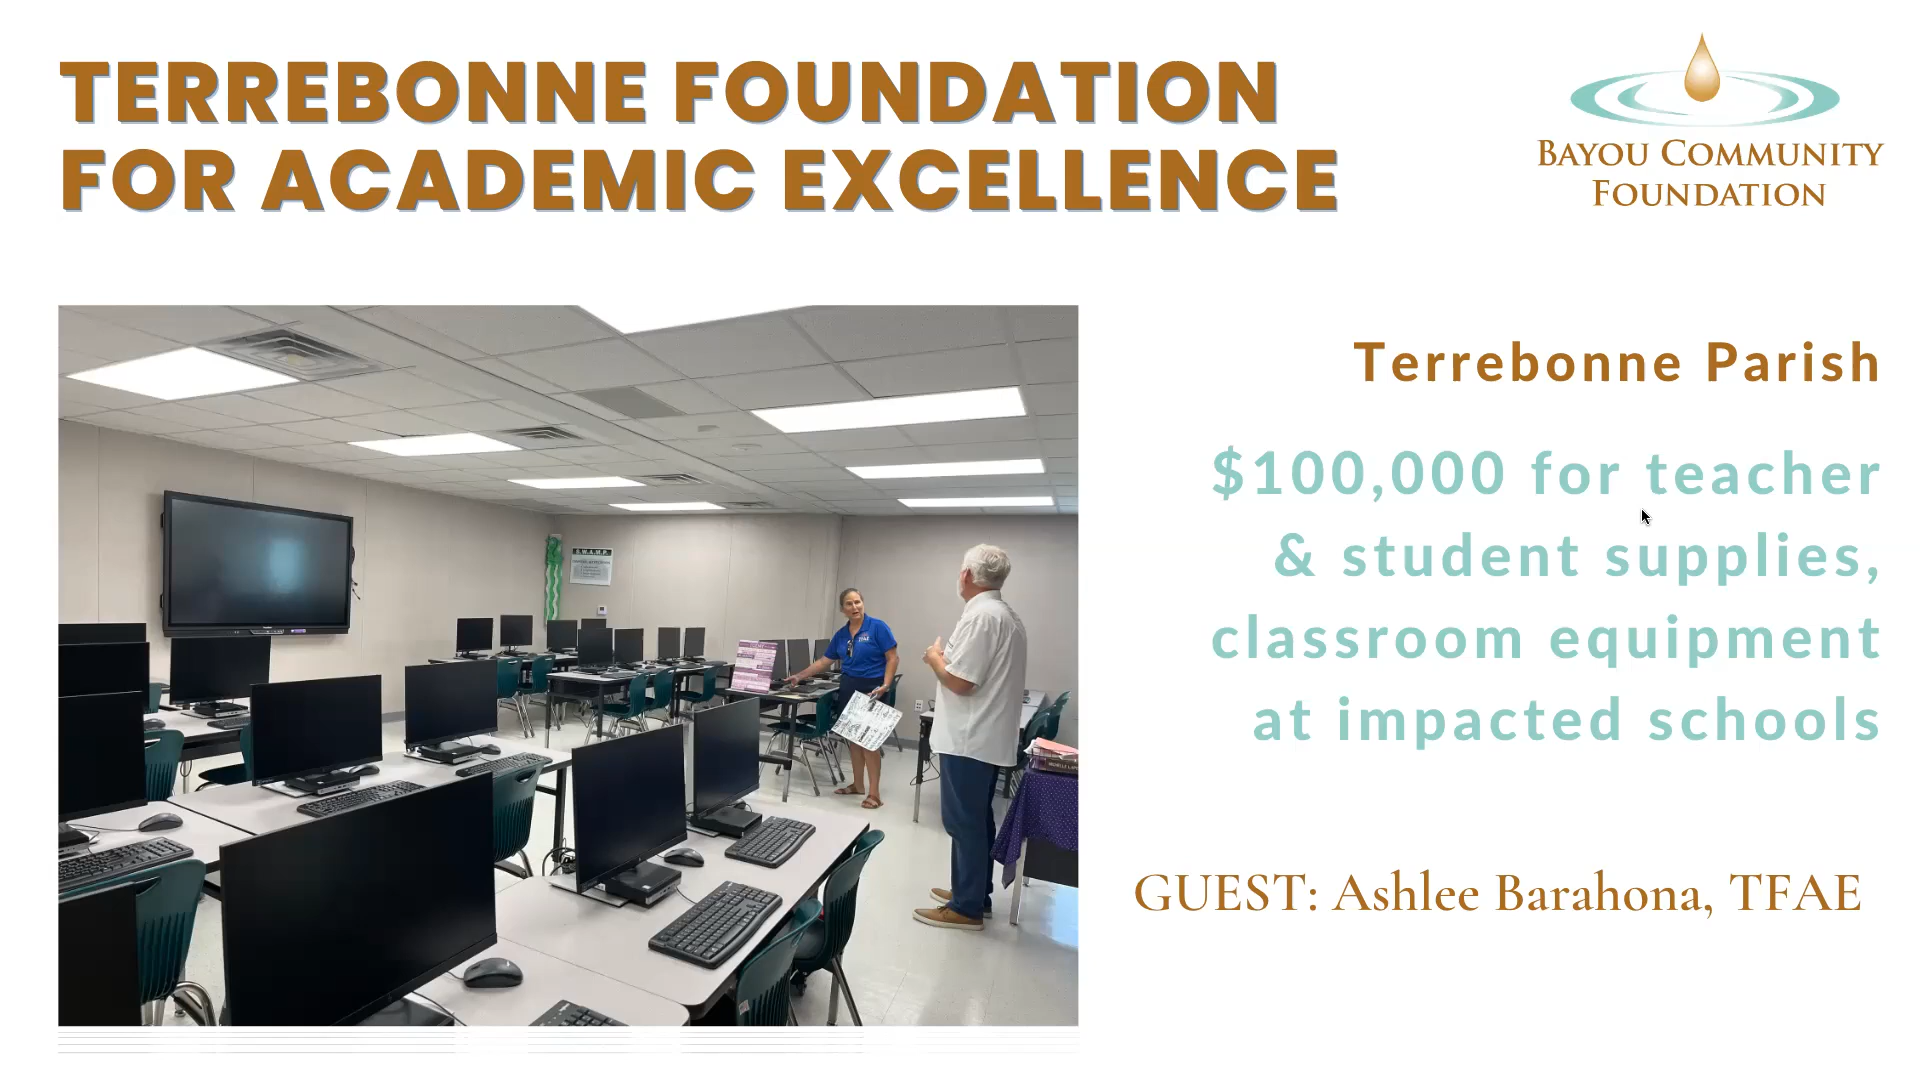 TERREBONNE FOUNDATION
FOR ACADEMIC EXCELLENCE
BAYOU COMMUNITY
FOUNDATION
Terrebonne Parish
$100,000 for teacher
& student supplies,
classroom equipment
at impacted schools
GUEST: Ashlee Barahona, TFAE
S.W.A.M.P.
TFAE